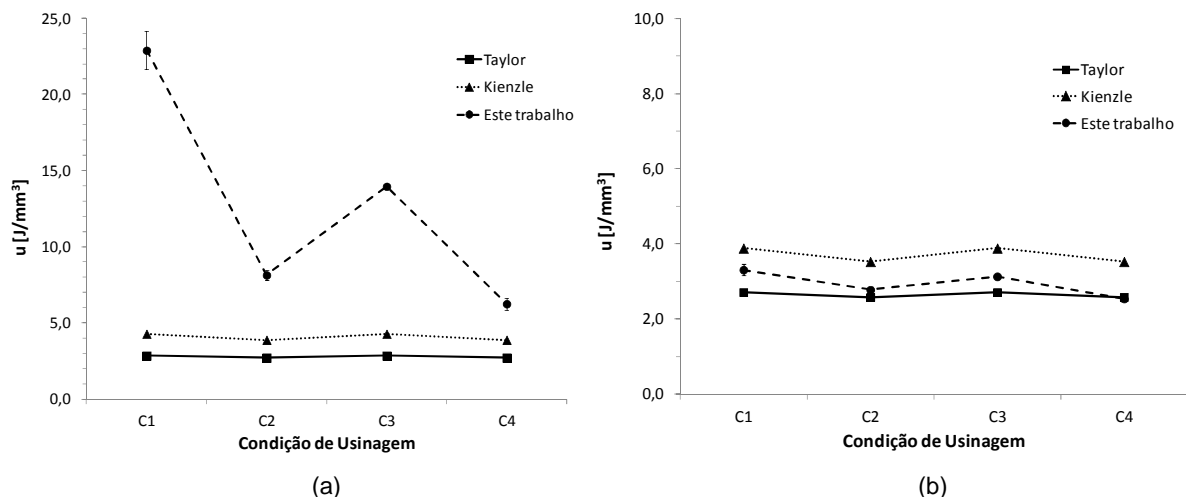 25,0
20,0
15,0
10,0
5,0
0,0
u [J/mm³]
Taylor
Kienzle
Este trabalho
C1
C2
C3
C4
Condição de Usinagem
(a)
10,0
8,0
6,0
4,0
2,0
0,0
u [J/mm³]
Taylor
Kienzle
Este trabalho
C1
C2
C3
C4
Condição de Usinagem
(b)